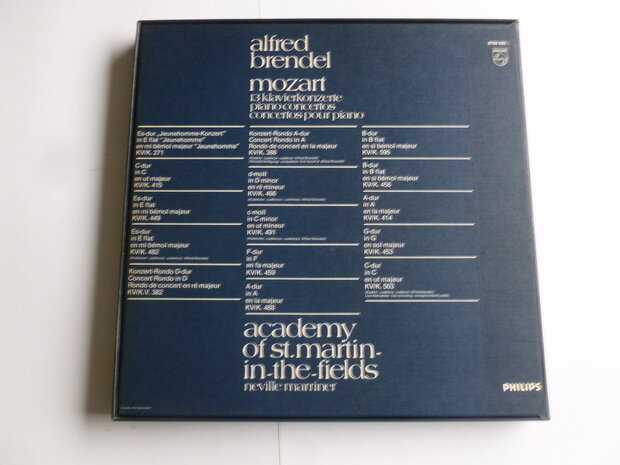 alfred
brendel
mozart
13 klavierkonzerte
piano concertos
concertos pour piano
PHILIPS
Es-dur „Jeunehomme-Konzert"
in E flat "Jeunehomme"
en mi bémol majeur "Jeunehomme"
KV/K. 271
C-dur
in C
en ut majeur
KV/K. 415
Es-dur
in E flat
en mi bémol majeur
KV/K. 449
Es-dur
in E flat
en mi bémol majeur
KV/K. 482
Konzert-Rondo D-dur
Concert Rondo in D
Rondo de concert en ré majeur
KV/K.V. 382
Konzert-Rondo A-dur
Concert Rondo in A
Rondo de concert en la majeur
KV/K. 386
d-moll
in D minor
en ré mineur
KV/K. 466
c-moll
in C minor
en ut mineur
KV/K. 491
F-dur
in F
en fa majeur
KV/K. 459
A-dur
in A
en la majeur
KV/K. 488
B-dur
in B flat
en si bémol majeur
KV/K. 595
B-dur
in B flat
en si bémol majeur
KV/K. 456
A-dur
in A
en la majeur
KV/K. 414
G-dur
in G
en sol majeur
KV/K. 453
C-dur
in C
en ut majeur
KV/K. 503
academy
of st.martin-
in-the-fields
neville marriner
PHILIPS